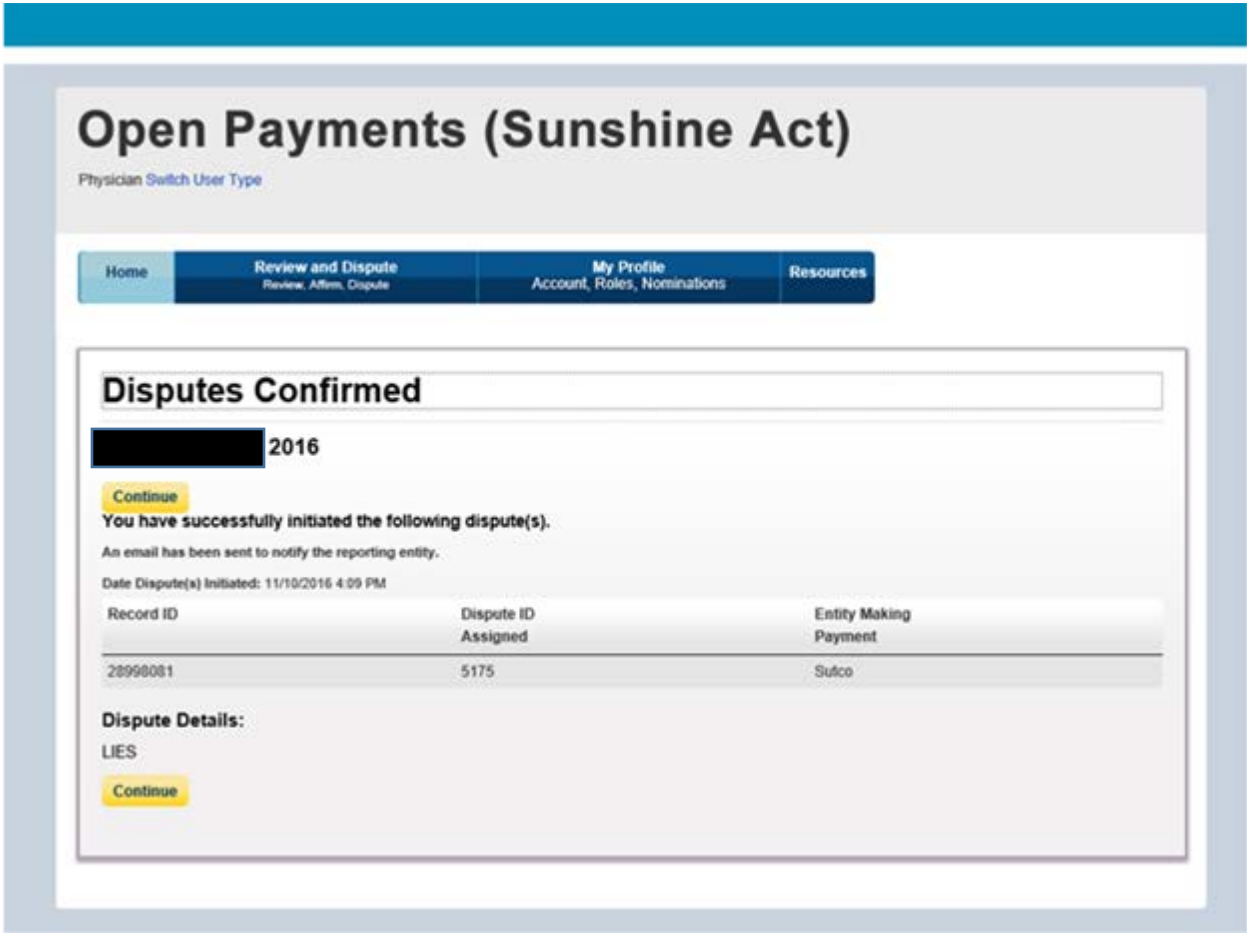 Open Payments (Sunshine Act)
Physician Switch User Type
Home
Review and Dispute
Review, Affirm, Dispute
My Profile
Account, Roles, Nominations
Resources
Disputes Confirmed
2016
Continue
You have successfully initiated the following dispute(s).
An email has been sent to notify the reporting entity.
Date Dispute(s) Initiated: 11/10/2016 4:09 PM
Record ID Dispute ID Entity Making
Assigned Payment
28998081 5175 Sutco
Dispute Details:
LIES
Continue